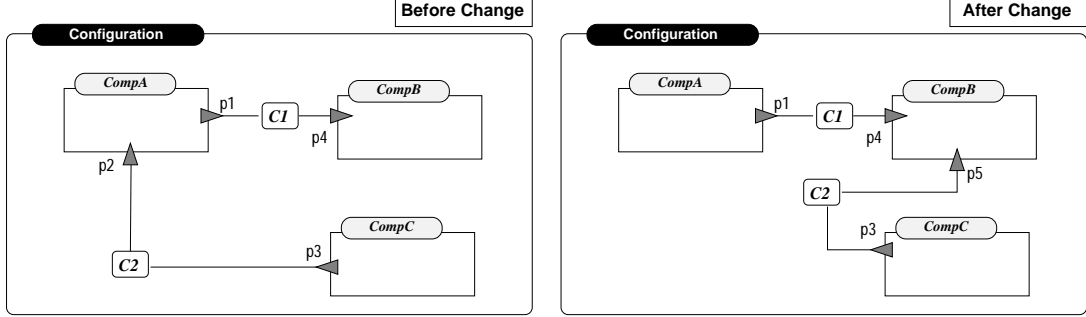 Before Change
Configuration
CompA
CompB
p1
C1
p4
p2
CompC
p3
C2
After Change
Configuration
CompA
CompB
p1
C1
p4
p5
C2
CompC
p3